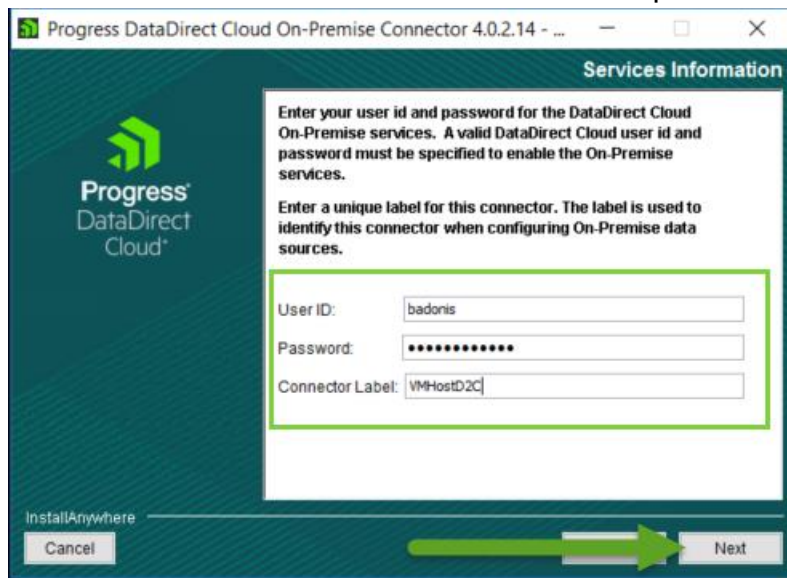 Progress DataDirect Cloud On-Premise Connector 4.0.2.14 - ...
Services Information
Progress
DataDirect
Cloud
Enter your user id and password for the DataDirect Cloud
On-Premise services. A valid DataDirect Cloud user id and
password must be specified to enable the On-Premise
services.
Enter a unique label for this connector. The label is used to
identify this connector when configuring On-Premise data
sources.
User ID: badonis
Password: ••••••••••••
Connector Label: VMHostD2C
InstallAnywhere
Cancel
Next